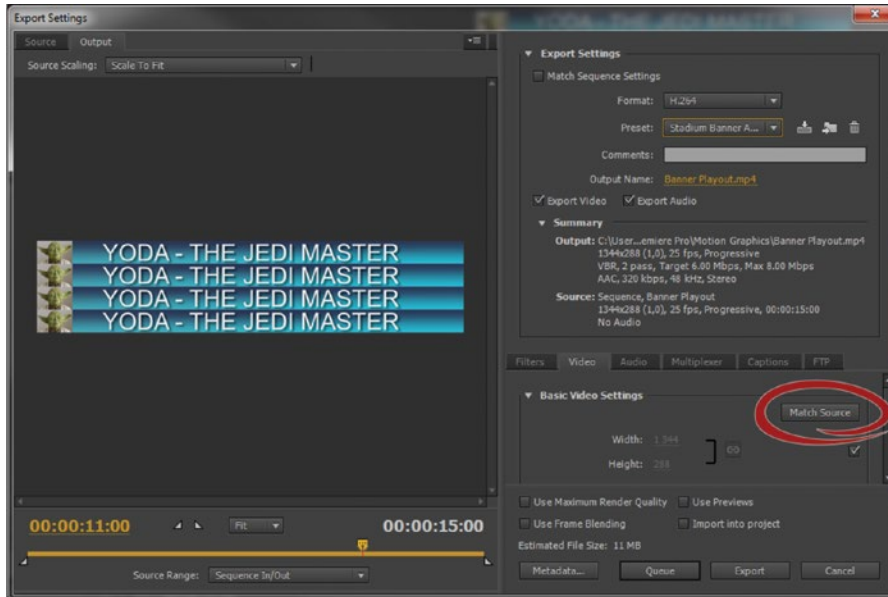 Export Settings
Source Output
Source Scaling: Scale To Fit
YODA - THE JEDI MASTER
YODA - THE JEDI MASTER
YODA - THE JEDI MASTER
YODA - THE JEDI MASTER
00:00:11:00 Fit 00:00:15:00
Source Range: Sequence In/Out
Export Settings
Match Sequence Settings
Format: H.264
Preset: Stadium Banner A...
Comments:
Output Name: Banner Playout.mp4
Export Video Export Audio
Summary
Output: C:\User...emiere Pro\Motion Graphics\Banner Playout.mp4
1344x288 (1,0), 25 fps, Progressive
VBR, 2 pass, Target 6.00 Mbps, Max 8.00 Mbps
AAC, 320 kbps, 48 kHz, Stereo
Source: Sequence, Banner Playout
1344x288 (1,0), 25 fps, Progressive, 00:00:15:00
No Audio
Filters Video Audio Multiplexer Captions FTP
Basic Video Settings
Match Source
Width: 1.344
Height: 288
Use Maximum Render Quality Use Previews
Use Frame Blending Import into project
Estimated File Size: 11 MB
Metadata... Queue Export Cancel